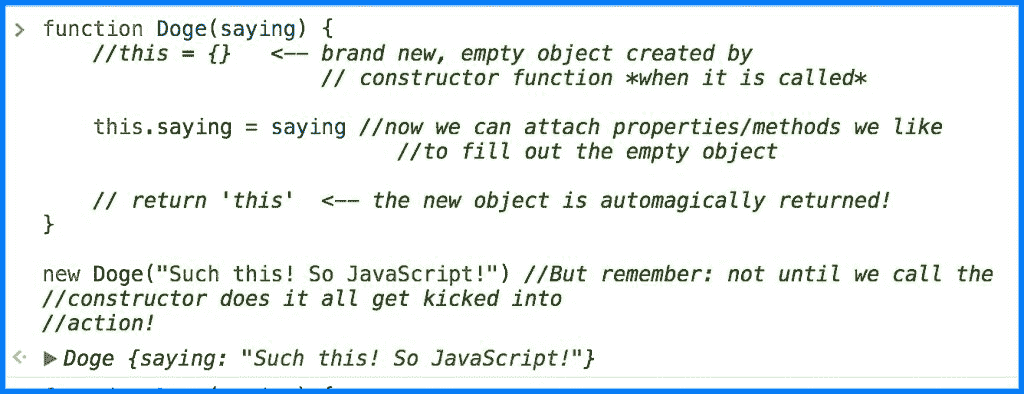 function Doge(saying) {
//this = {}   <-- brand new, empty object created by
// constructor function *when it is called*
this.saying = saying //now we can attach properties/methods we like
//to fill out the empty object
// return 'this'  <-- the new object is automagically returned!
}
new Doge("Such this! So JavaScript!") //But remember: not until we call the
//constructor does it all get kicked into
//action!
Doge {saying: "Such this! So JavaScript!"}